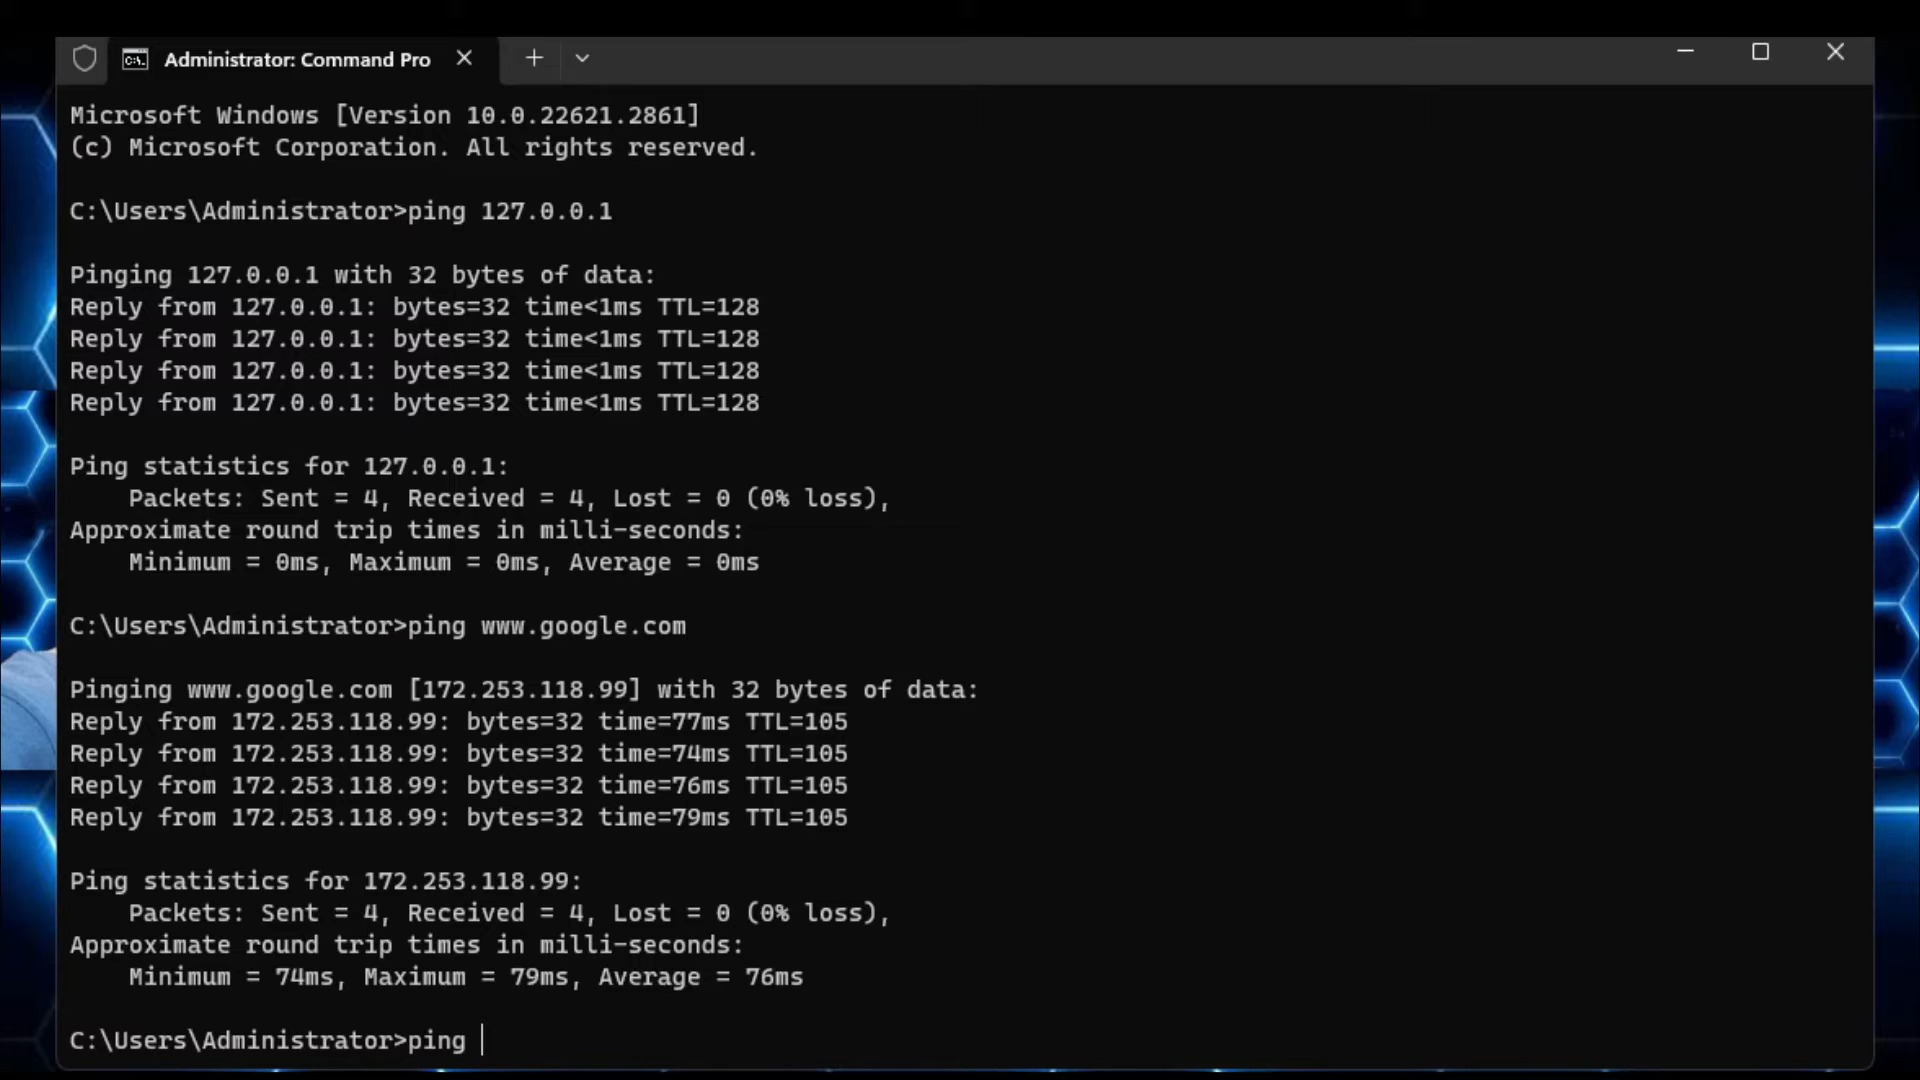 Administrator: Command Pro
Microsoft Windows [Version 10.0.22621.2861]
(c) Microsoft Corporation. All rights reserved.
C:\Users\Administrator>ping 127.0.0.1
Pinging 127.0.0.1 with 32 bytes of data:
Reply from 127.0.0.1: bytes=32 time<1ms TTL=128
Reply from 127.0.0.1: bytes=32 time<1ms TTL=128
Reply from 127.0.0.1: bytes=32 time<1ms TTL=128
Reply from 127.0.0.1: bytes=32 time<1ms TTL=128
Ping statistics for 127.0.0.1:
Packets: Sent = 4, Received = 4, Lost = 0 (0% loss),
Approximate round trip times in milli-seconds:
Minimum = 0ms, Maximum = 0ms, Average = 0ms
C:\Users\Administrator>ping www.google.com
Pinging www.google.com [172.253.118.99] with 32 bytes of data:
Reply from 172.253.118.99: bytes=32 time=77ms TTL=105
Reply from 172.253.118.99: bytes=32 time=74ms TTL=105
Reply from 172.253.118.99: bytes=32 time=76ms TTL=105
Reply from 172.253.118.99: bytes=32 time=79ms TTL=105
Ping statistics for 172.253.118.99:
Packets: Sent = 4, Received = 4, Lost = 0 (0% loss),
Approximate round trip times in milli-seconds:
Minimum = 74ms, Maximum = 79ms, Average = 76ms
C:\Users\Administrator>ping